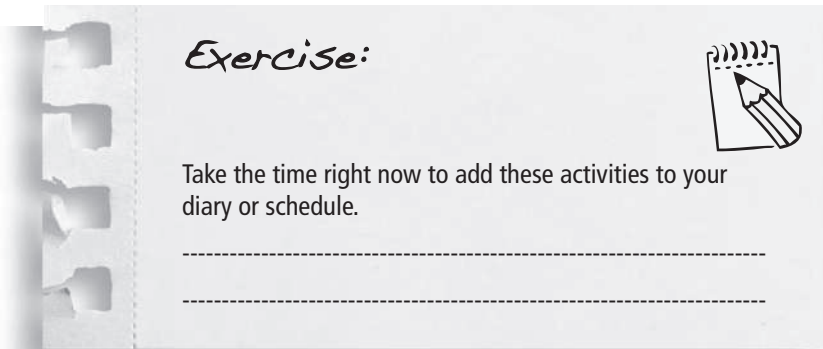 Exercise:
Take the time right now to add these activities to your
diary or schedule.
-------------------------------------------------------------------------
-------------------------------------------------------------------------